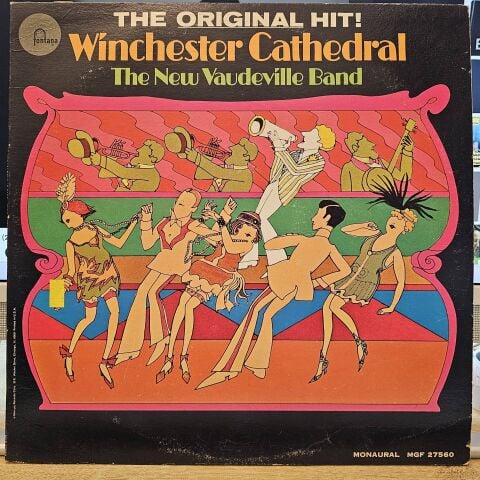 THE ORIGINAL HIT!
fontana
Winchester Cathedral
The New Vaudeville Band
MONAURAL MGF 27560